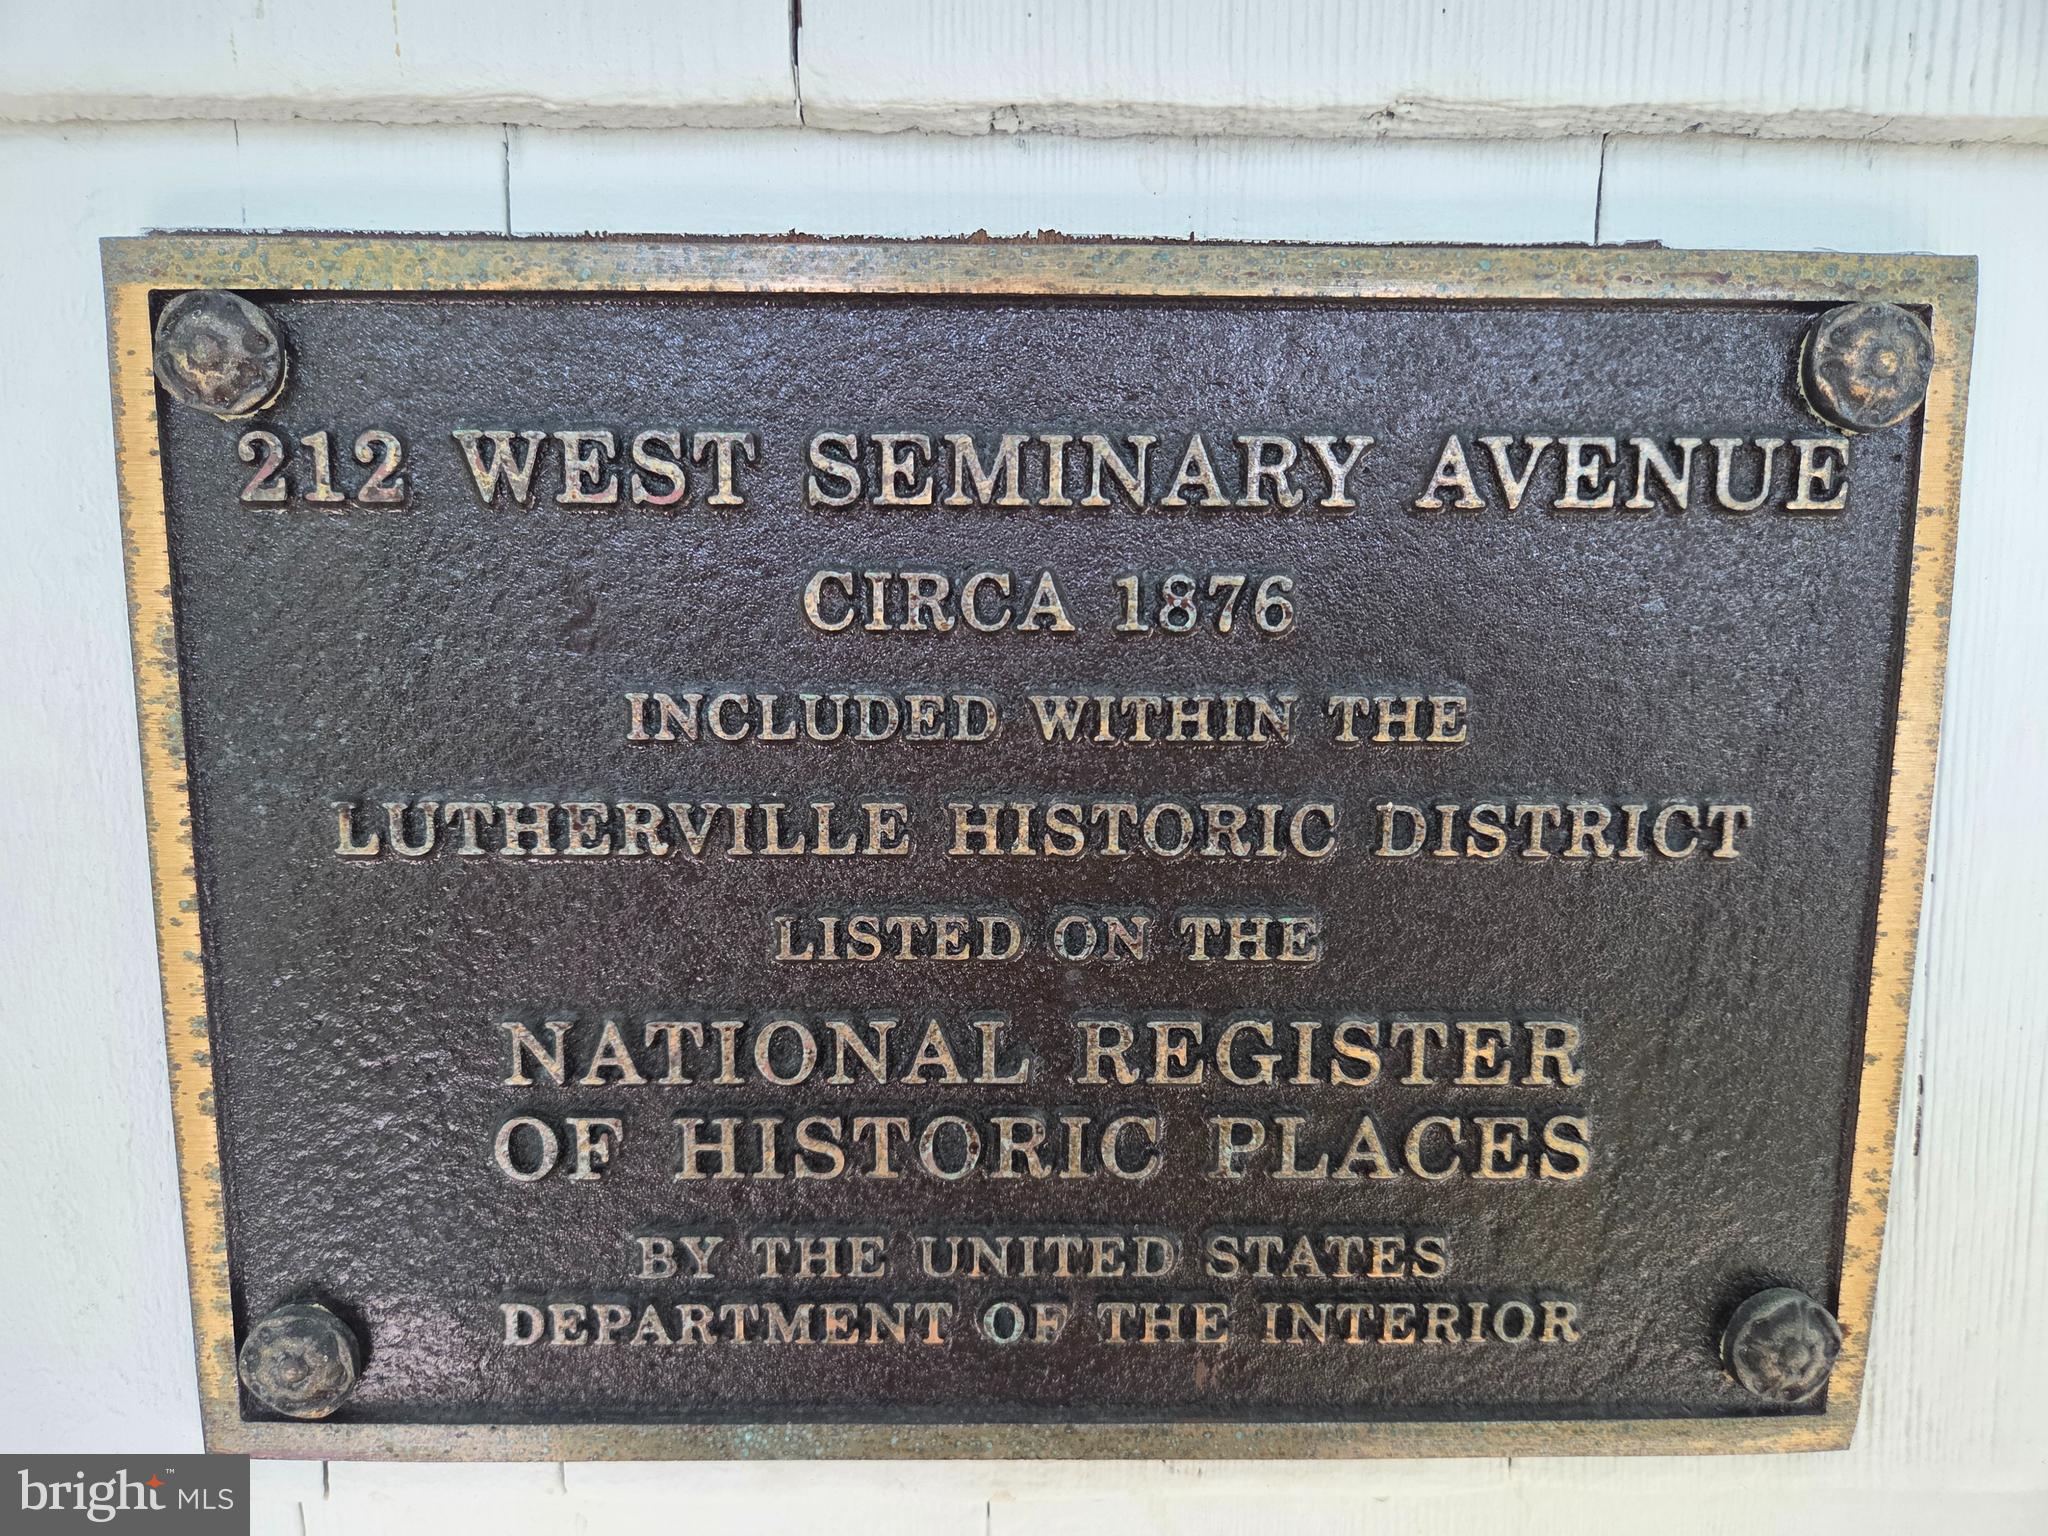 212 WEST SEMINARY AVENUE
CIRCA 1876
INCLUDED WITHIN THE
LUTHERVILLE HISTORIC DISTRICT
LISTED ON THE
NATIONAL REGISTER
OF HISTORIC PLACES
BY THE UNITED STATES
DEPARTMENT OF THE INTERIOR
bright™ MLS